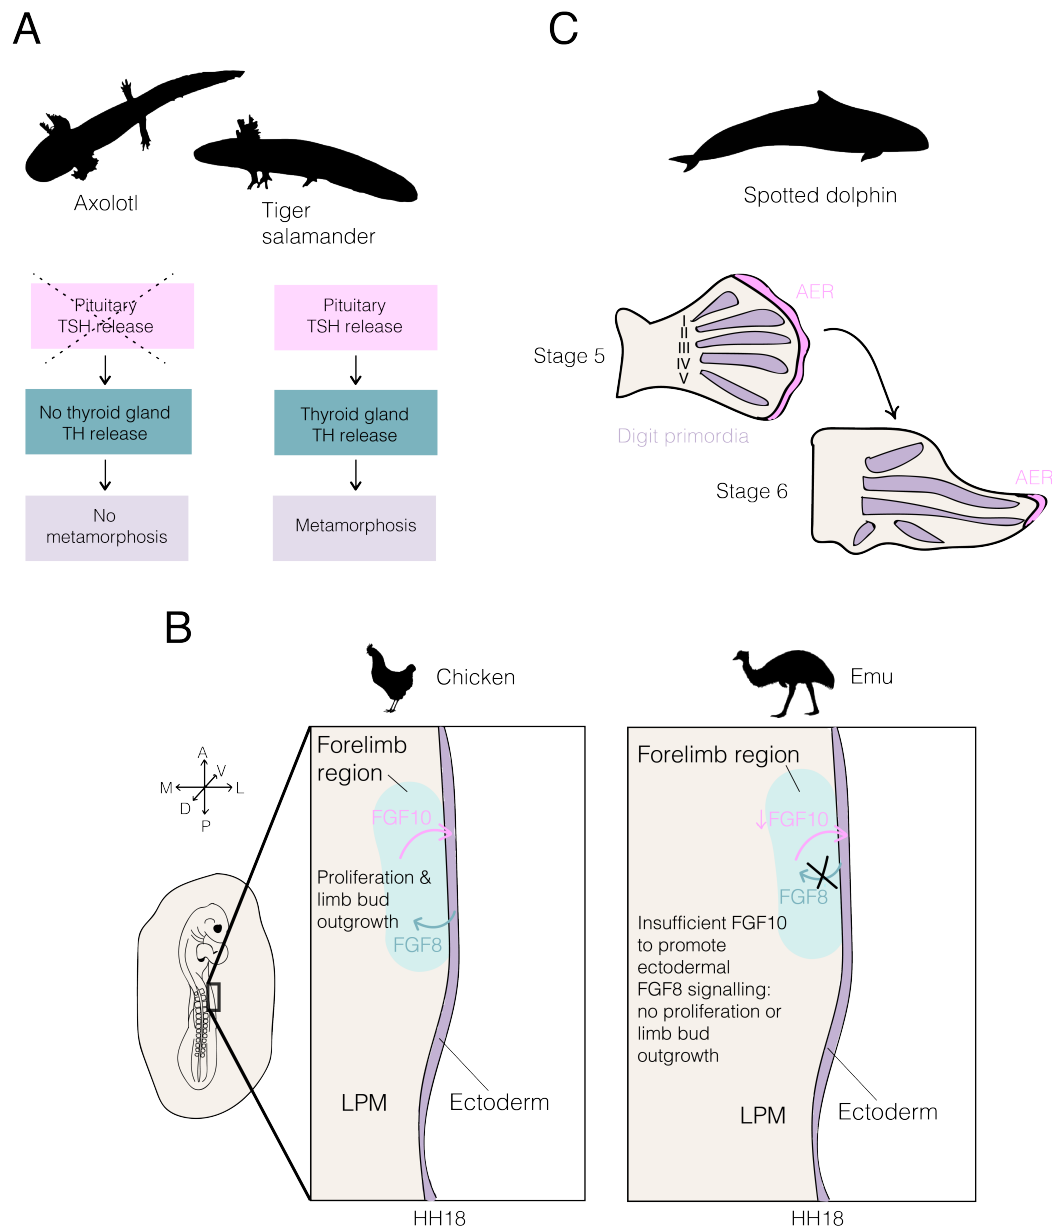 A
Axolotl
Tiger
salamander
Pituitary
TSH release
No thyroid gland
TH release
No
metamorphosis
Pituitary
TSH release
Thyroid gland
TH release
Metamorphosis
C
Spotted dolphin
AER
Stage 5
I
II
III
IV
V
Digit primordia
Stage 6
AER
B
Chicken
Emu
A
V
M
L
D
P
Forelimb
region
FGF10
Proliferation &
limb bud
outgrowth
FGF8
LPM
Ectoderm
HH18
Forelimb region
↓FGF10
FGF8
Insufficient FGF10
to promote
ectodermal
FGF8 signalling:
no proliferation or
limb bud
outgrowth
LPM
Ectoderm
HH18